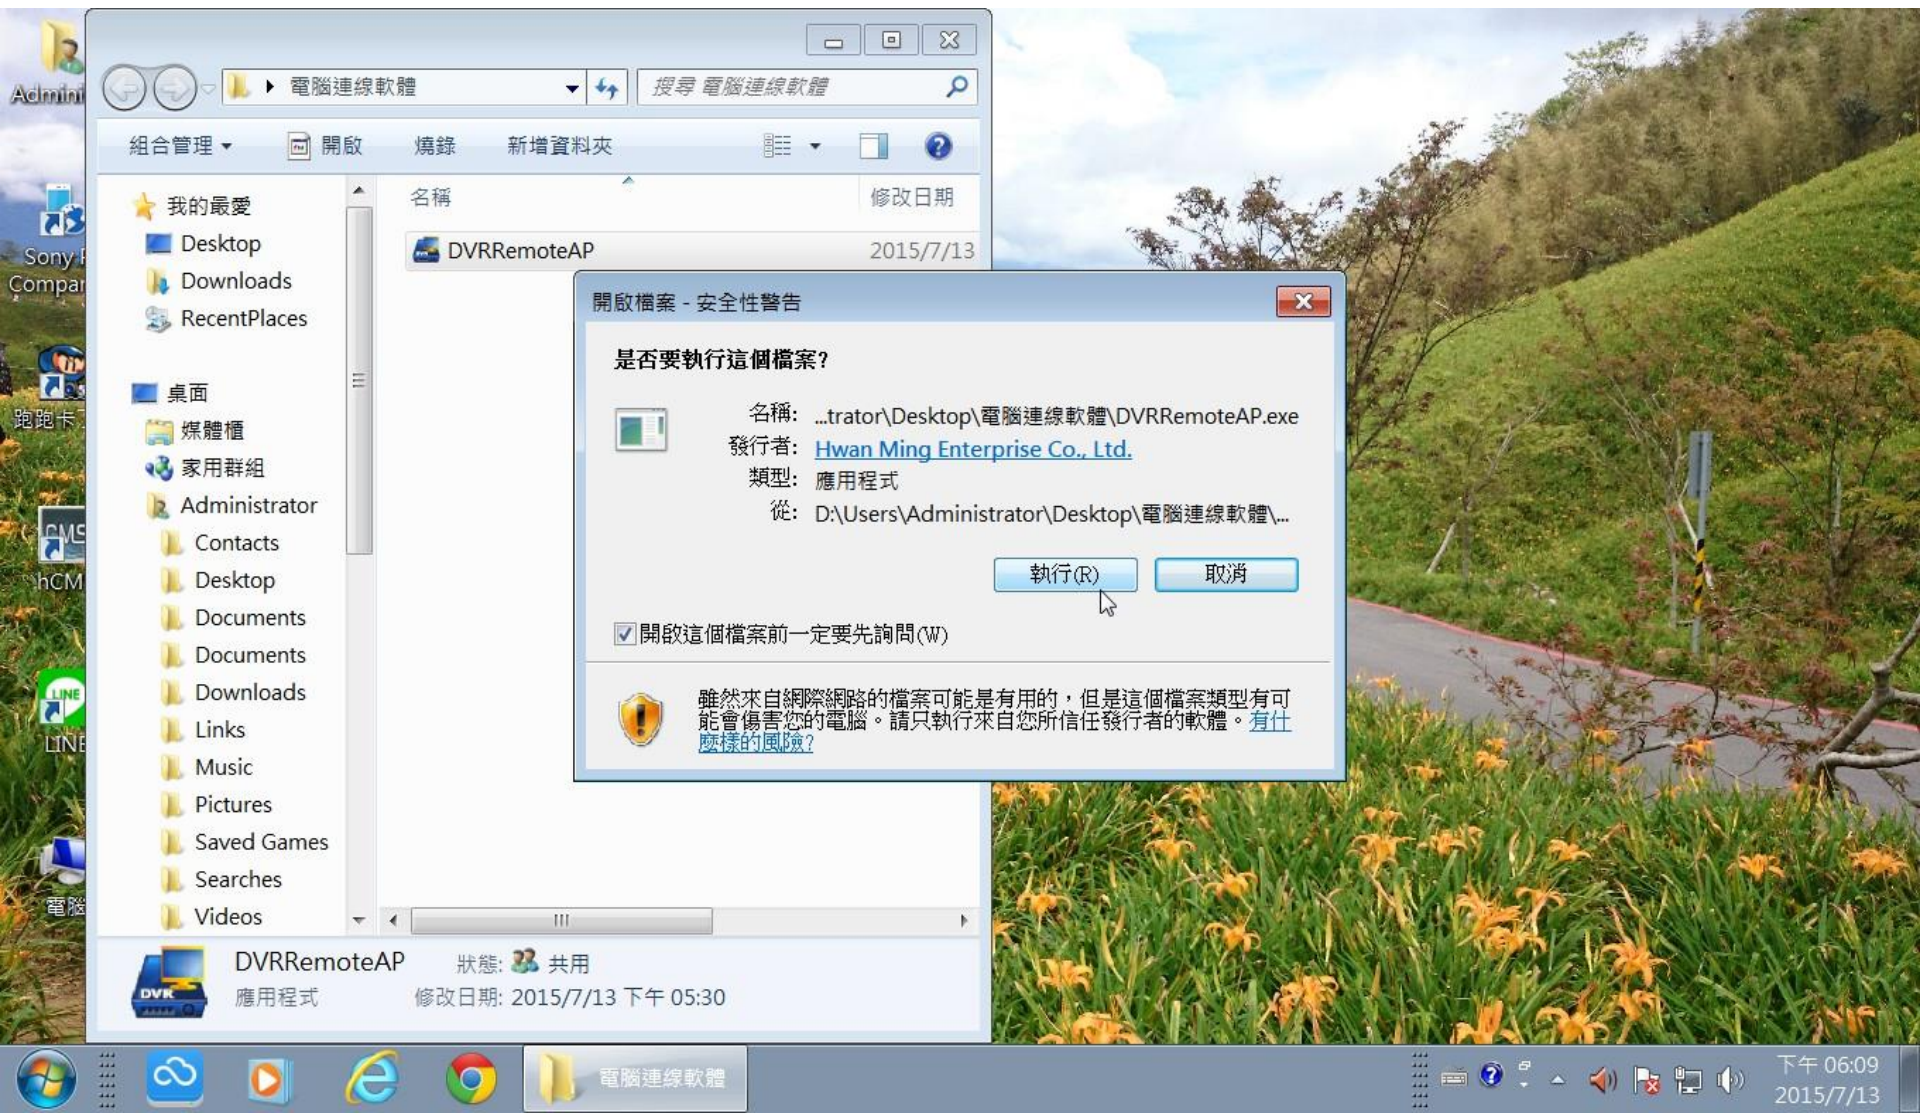 Admini
Sony P
Compan
跑跑卡丁
CMS
hCM
LINE
LINE
電腦
電腦連線軟體
搜尋 電腦連線軟體
組合管理
開啟
燒錄
新增資料夾
我的最愛
Desktop
Downloads
RecentPlaces
桌面
媒體櫃
家用群組
Administrator
Contacts
Desktop
Documents
Documents
Downloads
Links
Music
Pictures
Saved Games
Searches
Videos
名稱
修改日期
DVRRemoteAP
2015/7/13
開啟檔案 - 安全性警告
是否要執行這個檔案?
名稱: ...trator\Desktop\電腦連線軟體\DVRRemoteAP.exe
發行者: Hwan Ming Enterprise Co., Ltd.
類型: 應用程式
從: D:\Users\Administrator\Desktop\電腦連線軟體\...
執行(R)
取消
開啟這個檔案前一定要先詢問(W)
雖然來自網際網路的檔案可能是有用的，但是這個檔案類型有可
能會傷害您的電腦。請只執行來自您所信任發行者的軟體。有什
麼樣的風險?
DVR
DVRRemoteAP
狀態: 共用
應用程式
修改日期: 2015/7/13 下午 05:30
電腦連線軟體
下午 06:09
2015/7/13